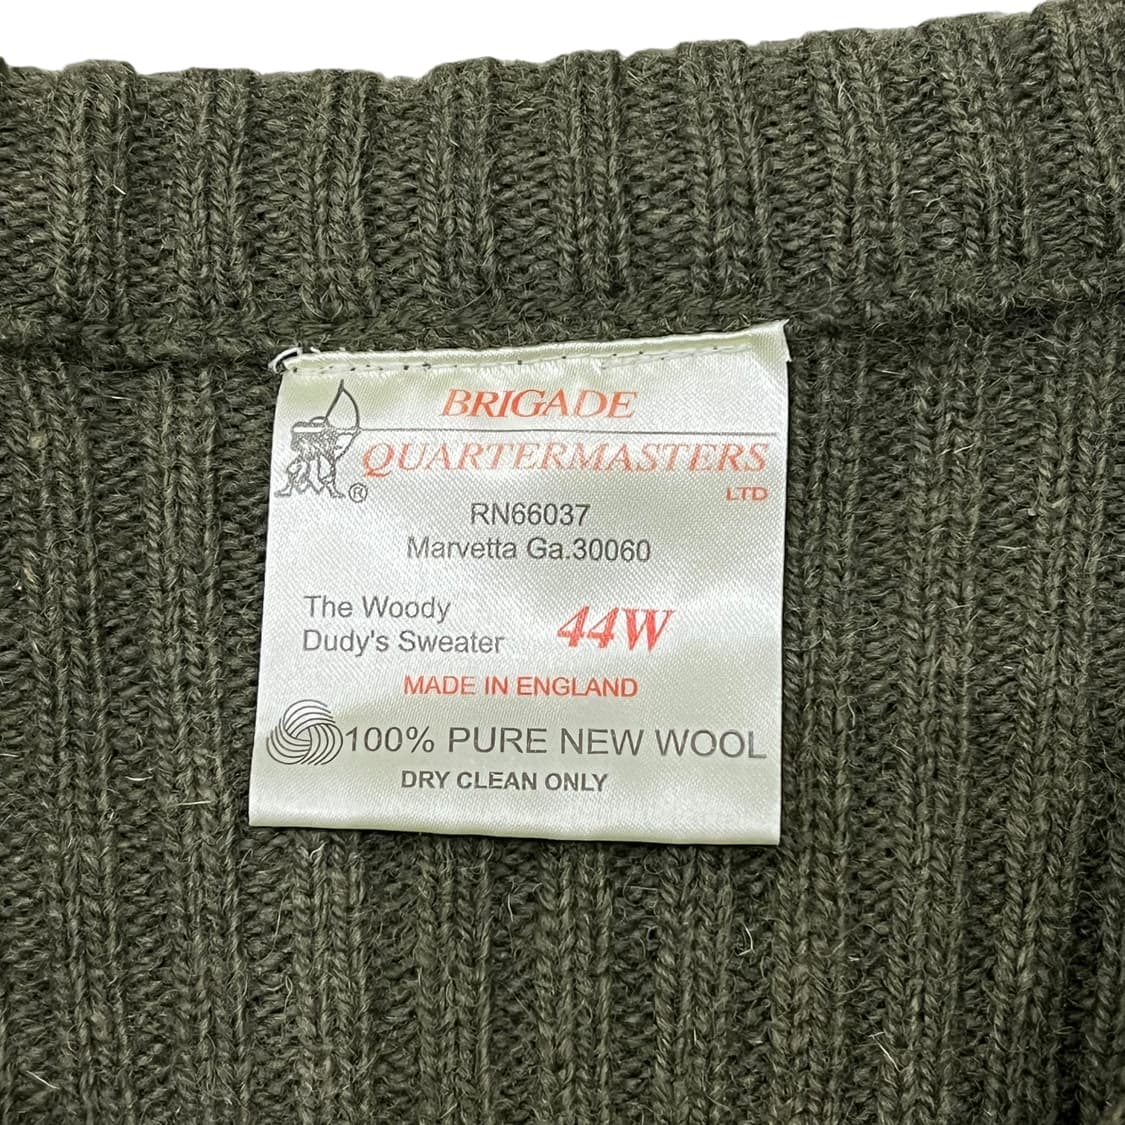 BRIGADE
QUARTERMASTERS
LTD
®
RN66037
Marvetta Ga.30060
The Woody
Dudy's Sweater
44W
MADE IN ENGLAND
100% PURE NEW WOOL
DRY CLEAN ONLY